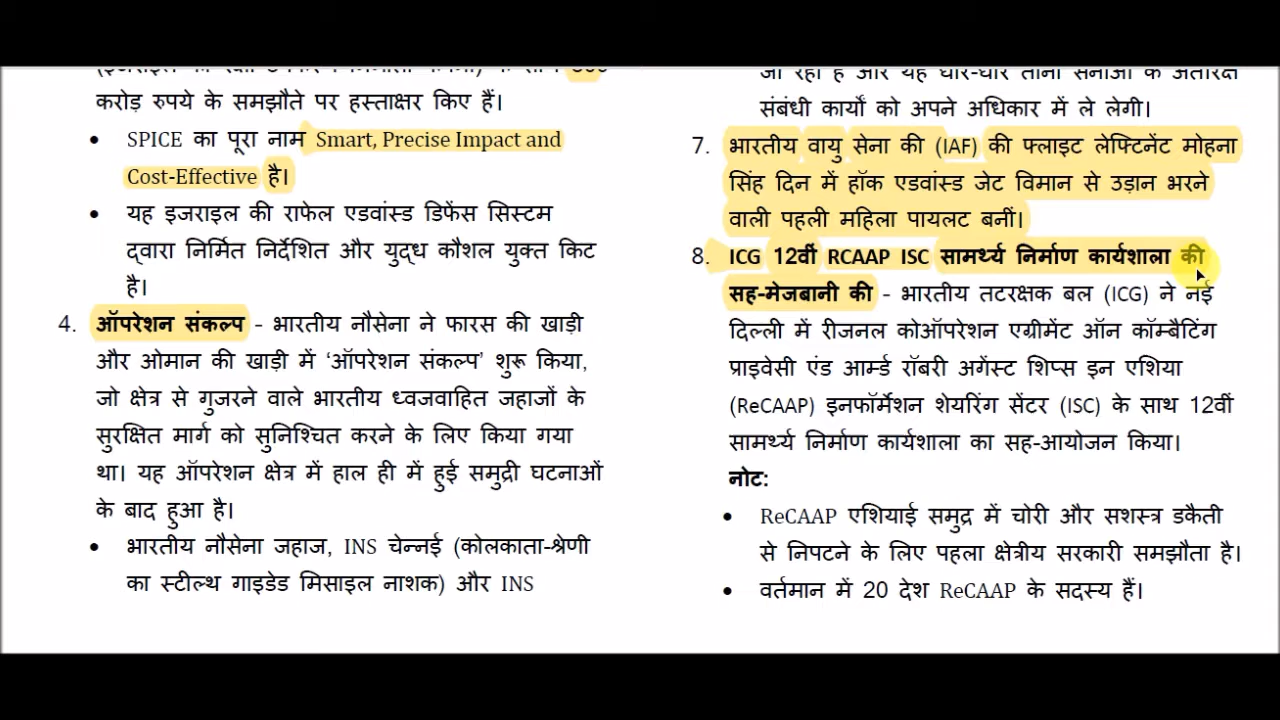 करोड़ रुपये के समझौते पर हस्ताक्षर किए हैं।
• SPICE का पूरा नाम Smart, Precise Impact and
Cost-Effective है।
• यह इजराइल की राफेल एडवांस्ड डिफेंस सिस्टम
द्वारा निर्मित निर्देशित और युद्ध कौशल युक्त किट
है।
4. ऑपरेशन संकल्प - भारतीय नौसेना ने फारस की खाड़ी
और ओमान की खाड़ी में ‘ऑपरेशन संकल्प’ शुरू किया,
जो क्षेत्र से गुजरने वाले भारतीय ध्वजवाहित जहाजों के
सुरक्षित मार्ग को सुनिश्चित करने के लिए किया गया
था। यह ऑपरेशन क्षेत्र में हाल ही में हुई समुद्री घटनाओं
के बाद हुआ है।
• भारतीय नौसेना जहाज, INS चेन्नई (कोलकाता-श्रेणी
का स्टील्थ गाइडेड मिसाइल नाशक) और INS
जा रहा है और यह धीरे-धीरे तीनों सेनाओं के अंतरिक्ष
संबंधी कार्यों को अपने अधिकार में ले लेगी।
7. भारतीय वायु सेना की (IAF) की फ्लाइट लेफ्टिनेंट मोहना
सिंह दिन में हॉक एडवांस्ड जेट विमान से उड़ान भरने
वाली पहली महिला पायलट बनीं।
8. ICG 12वीं RCAAP ISC सामर्थ्य निर्माण कार्यशाला की
सह-मेजबानी की - भारतीय तटरक्षक बल (ICG) ने नई
दिल्ली में रीजनल कोऑपरेशन एग्रीमेंट ऑन कॉम्बैटिंग
प्राइवेसी एंड आर्म्ड रॉबरी अगेंस्ट शिप्स इन एशिया
(ReCAAP) इनफॉर्मेशन शेयरिंग सेंटर (ISC) के साथ 12वीं
सामर्थ्य निर्माण कार्यशाला का सह-आयोजन किया।
नोट:
• ReCAAP एशियाई समुद्र में चोरी और सशस्त्र डकैती
से निपटने के लिए पहला क्षेत्रीय सरकारी समझौता है।
• वर्तमान में 20 देश ReCAAP के सदस्य हैं।